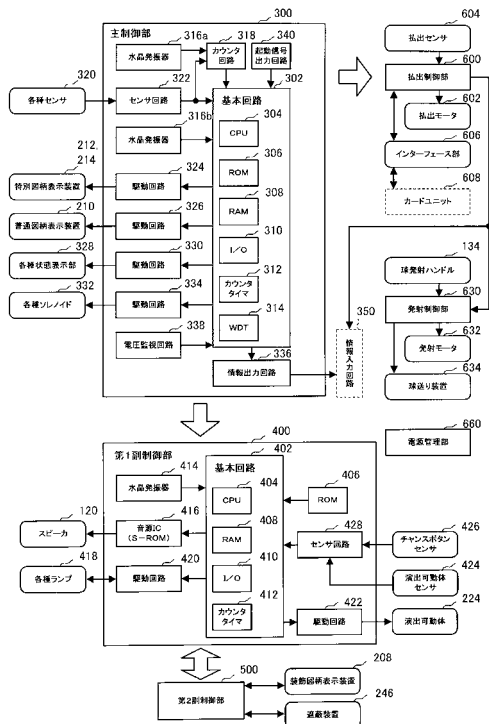 300
主制御部
316a
水晶発振器
318
カウンタ
回路
340
起動信号
出力回路
320
各種センサ
322
センサ回路
302
基本回路
316b
水晶発振器
304
CPU
306
ROM
308
RAM
310
I/O
312
カウンタ
タイマ
314
WDT
212,
214
特別図柄表示装置
324
駆動回路
210
普通図柄表示装置
326
駆動回路
328
各種状態表示部
330
駆動回路
332
各種ソレノイド
334
駆動回路
338
電圧監視回路
336
情報出力回路
350
情報入力回路
604
払出センサ
600
払出制御部
602
払出モータ
606
インターフェース部
608
カードユニット
134
球発射ハンドル
630
発射制御部
632
発射モータ
634
球送り装置
660
電源管理部
400
第1副制御部
402
基本回路
414
水晶発振器
404
CPU
406
ROM
120
スピーカ
416
音源IC
(S-ROM)
408
RAM
428
センサ回路
426
チャンスボタン
センサ
418
各種ランプ
420
駆動回路
410
I/O
424
演出可動体
センサ
412
カウンタ
タイマ
422
駆動回路
224
演出可動体
500
第2副制御部
208
装飾図柄表示装置
246
遮蔽装置